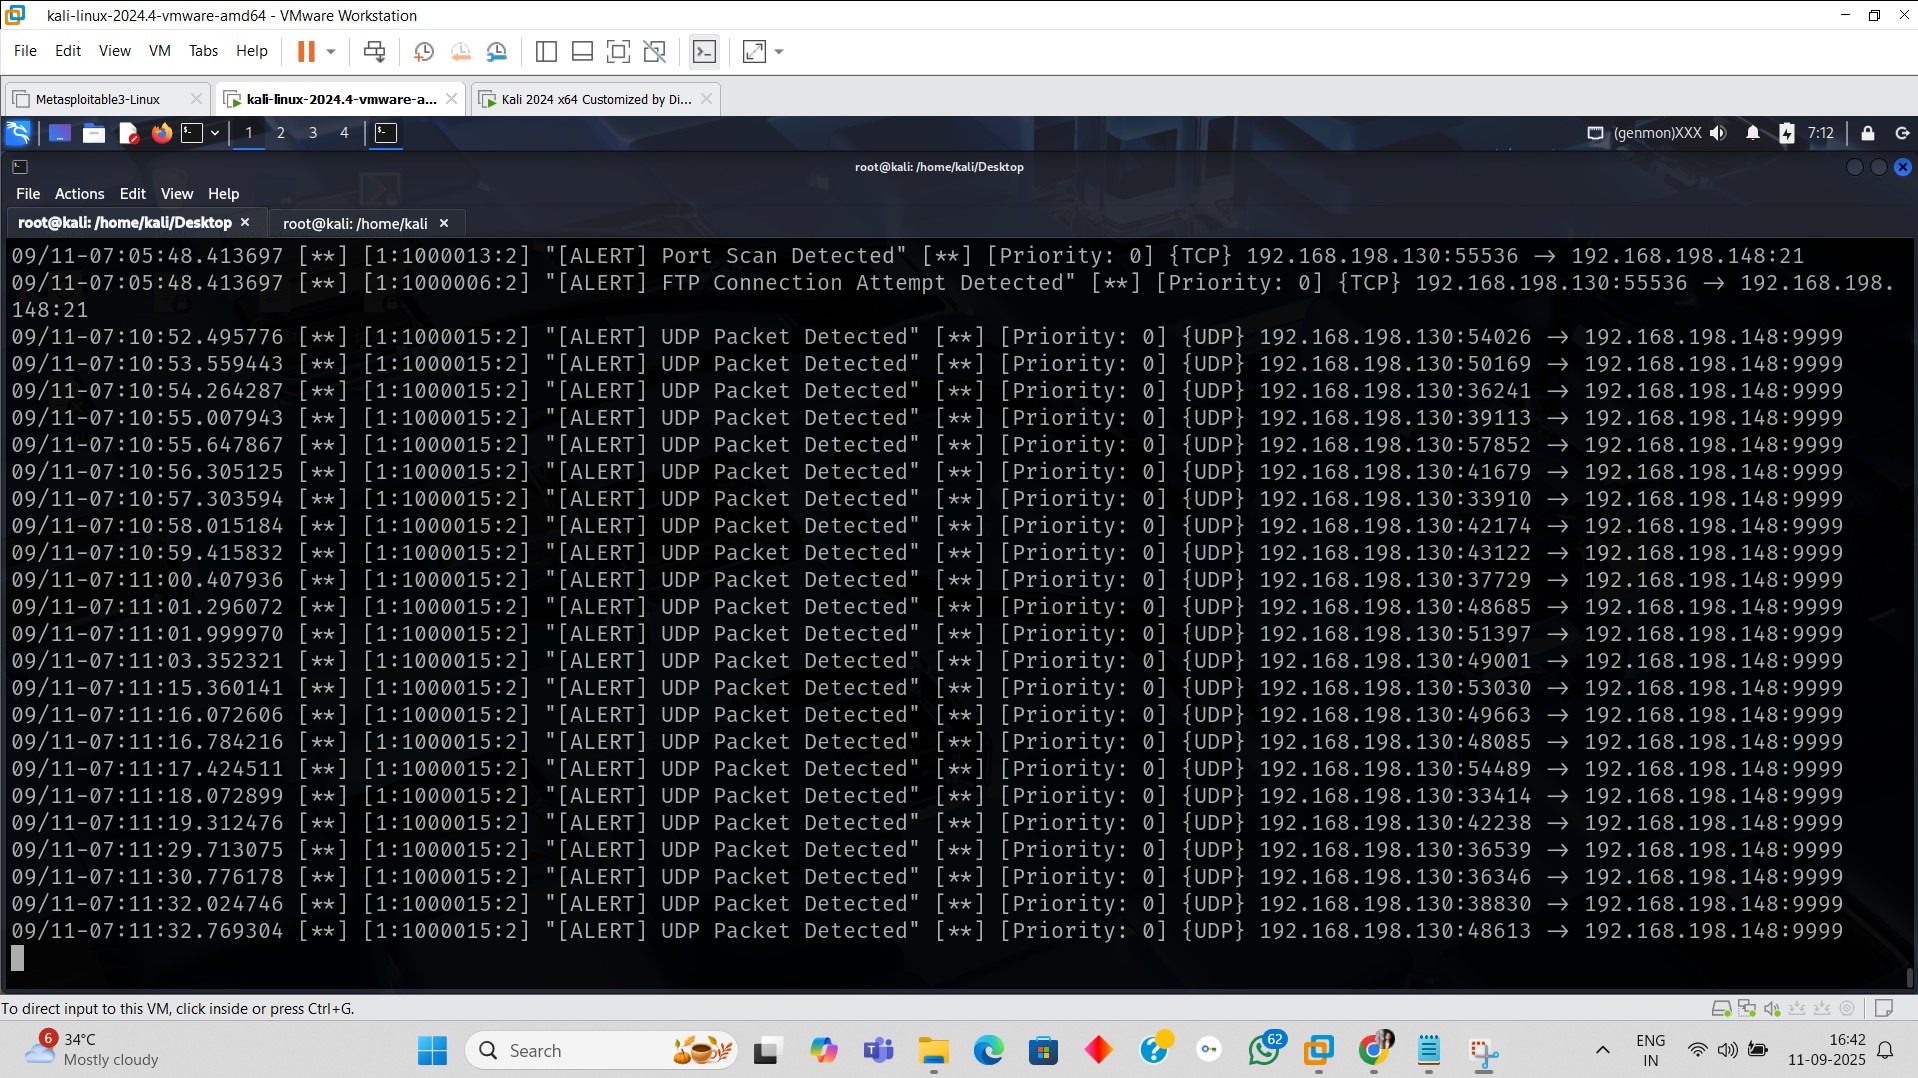 kali-linux-2024.4-vmware-amd64 - VMware Workstation
File Edit View VM Tabs Help
Metasploitable3-Linux
kali-linux-2024.4-vmware-a...
Kali 2024 x64 Customized by Di...
1 2 3 4
(genmon)XXX
7:12
root@kali: /home/kali/Desktop
File Actions Edit View Help
root@kali: /home/kali/Desktop
root@kali: /home/kali
09/11-07:05:48.413697 [**] [1:1000013:2] "[ALERT] Port Scan Detected" [**] [Priority: 0] {TCP} 192.168.198.130:55536 → 192.168.198.148:21
09/11-07:05:48.413697 [**] [1:1000006:2] "[ALERT] FTP Connection Attempt Detected" [**] [Priority: 0] {TCP} 192.168.198.130:55536 → 192.168.198.
148:21
09/11-07:10:52.495776 [**] [1:1000015:2] "[ALERT] UDP Packet Detected" [**] [Priority: 0] {UDP} 192.168.198.130:54026 → 192.168.198.148:9999
09/11-07:10:53.559443 [**] [1:1000015:2] "[ALERT] UDP Packet Detected" [**] [Priority: 0] {UDP} 192.168.198.130:50169 → 192.168.198.148:9999
09/11-07:10:54.264287 [**] [1:1000015:2] "[ALERT] UDP Packet Detected" [**] [Priority: 0] {UDP} 192.168.198.130:36241 → 192.168.198.148:9999
09/11-07:10:55.007943 [**] [1:1000015:2] "[ALERT] UDP Packet Detected" [**] [Priority: 0] {UDP} 192.168.198.130:39113 → 192.168.198.148:9999
09/11-07:10:55.647867 [**] [1:1000015:2] "[ALERT] UDP Packet Detected" [**] [Priority: 0] {UDP} 192.168.198.130:57852 → 192.168.198.148:9999
09/11-07:10:56.305125 [**] [1:1000015:2] "[ALERT] UDP Packet Detected" [**] [Priority: 0] {UDP} 192.168.198.130:41679 → 192.168.198.148:9999
09/11-07:10:57.303594 [**] [1:1000015:2] "[ALERT] UDP Packet Detected" [**] [Priority: 0] {UDP} 192.168.198.130:33910 → 192.168.198.148:9999
09/11-07:10:58.015184 [**] [1:1000015:2] "[ALERT] UDP Packet Detected" [**] [Priority: 0] {UDP} 192.168.198.130:42174 → 192.168.198.148:9999
09/11-07:10:59.415832 [**] [1:1000015:2] "[ALERT] UDP Packet Detected" [**] [Priority: 0] {UDP} 192.168.198.130:43122 → 192.168.198.148:9999
09/11-07:11:00.407936 [**] [1:1000015:2] "[ALERT] UDP Packet Detected" [**] [Priority: 0] {UDP} 192.168.198.130:37729 → 192.168.198.148:9999
09/11-07:11:01.296072 [**] [1:1000015:2] "[ALERT] UDP Packet Detected" [**] [Priority: 0] {UDP} 192.168.198.130:48685 → 192.168.198.148:9999
09/11-07:11:01.999970 [**] [1:1000015:2] "[ALERT] UDP Packet Detected" [**] [Priority: 0] {UDP} 192.168.198.130:51397 → 192.168.198.148:9999
09/11-07:11:03.352321 [**] [1:1000015:2] "[ALERT] UDP Packet Detected" [**] [Priority: 0] {UDP} 192.168.198.130:49001 → 192.168.198.148:9999
09/11-07:11:15.360141 [**] [1:1000015:2] "[ALERT] UDP Packet Detected" [**] [Priority: 0] {UDP} 192.168.198.130:53030 → 192.168.198.148:9999
09/11-07:11:16.072606 [**] [1:1000015:2] "[ALERT] UDP Packet Detected" [**] [Priority: 0] {UDP} 192.168.198.130:49663 → 192.168.198.148:9999
09/11-07:11:16.784216 [**] [1:1000015:2] "[ALERT] UDP Packet Detected" [**] [Priority: 0] {UDP} 192.168.198.130:48085 → 192.168.198.148:9999
09/11-07:11:17.424511 [**] [1:1000015:2] "[ALERT] UDP Packet Detected" [**] [Priority: 0] {UDP} 192.168.198.130:54489 → 192.168.198.148:9999
09/11-07:11:18.072899 [**] [1:1000015:2] "[ALERT] UDP Packet Detected" [**] [Priority: 0] {UDP} 192.168.198.130:33414 → 192.168.198.148:9999
09/11-07:11:19.312476 [**] [1:1000015:2] "[ALERT] UDP Packet Detected" [**] [Priority: 0] {UDP} 192.168.198.130:42238 → 192.168.198.148:9999
09/11-07:11:29.713075 [**] [1:1000015:2] "[ALERT] UDP Packet Detected" [**] [Priority: 0] {UDP} 192.168.198.130:36539 → 192.168.198.148:9999
09/11-07:11:30.776178 [**] [1:1000015:2] "[ALERT] UDP Packet Detected" [**] [Priority: 0] {UDP} 192.168.198.130:36346 → 192.168.198.148:9999
09/11-07:11:32.024746 [**] [1:1000015:2] "[ALERT] UDP Packet Detected" [**] [Priority: 0] {UDP} 192.168.198.130:38830 → 192.168.198.148:9999
09/11-07:11:32.769304 [**] [1:1000015:2] "[ALERT] UDP Packet Detected" [**] [Priority: 0] {UDP} 192.168.198.130:48613 → 192.168.198.148:9999
To direct input to this VM, click inside or press Ctrl+G.
6
34°C
Mostly cloudy
Search
62
ENG
IN
16:42
11-09-2025